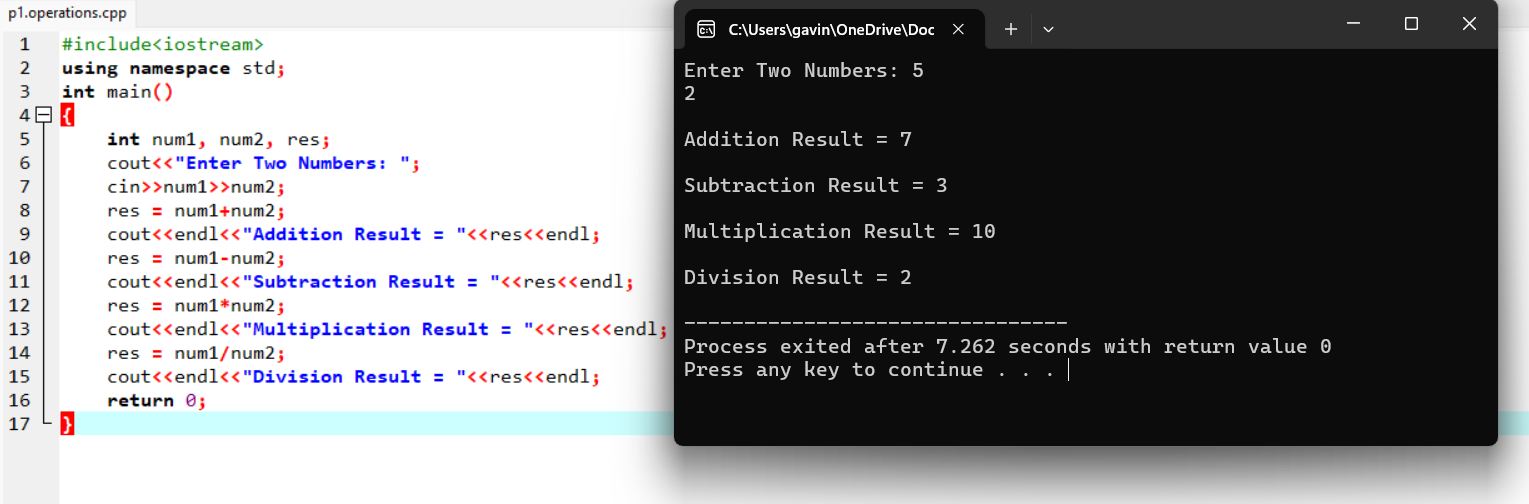 p1.operations.cpp
1 #include<iostream>
2 using namespace std;
3 int main()
4 {
5 int num1, num2, res;
6 cout<<"Enter Two Numbers: ";
7 cin>>num1>>num2;
8 res = num1+num2;
9 cout<<endl<<"Addition Result = "<<res<<endl;
10 res = num1-num2;
11 cout<<endl<<"Subtraction Result = "<<res<<endl;
12 res = num1*num2;
13 cout<<endl<<"Multiplication Result = "<<res<<endl;
14 res = num1/num2;
15 cout<<endl<<"Division Result = "<<res<<endl;
16 return 0;
17 }
C:\Users\gavin\OneDrive\Doc
Enter Two Numbers: 5
2
Addition Result = 7
Subtraction Result = 3
Multiplication Result = 10
Division Result = 2
--------------------------------
Process exited after 7.262 seconds with return value 0
Press any key to continue . . .